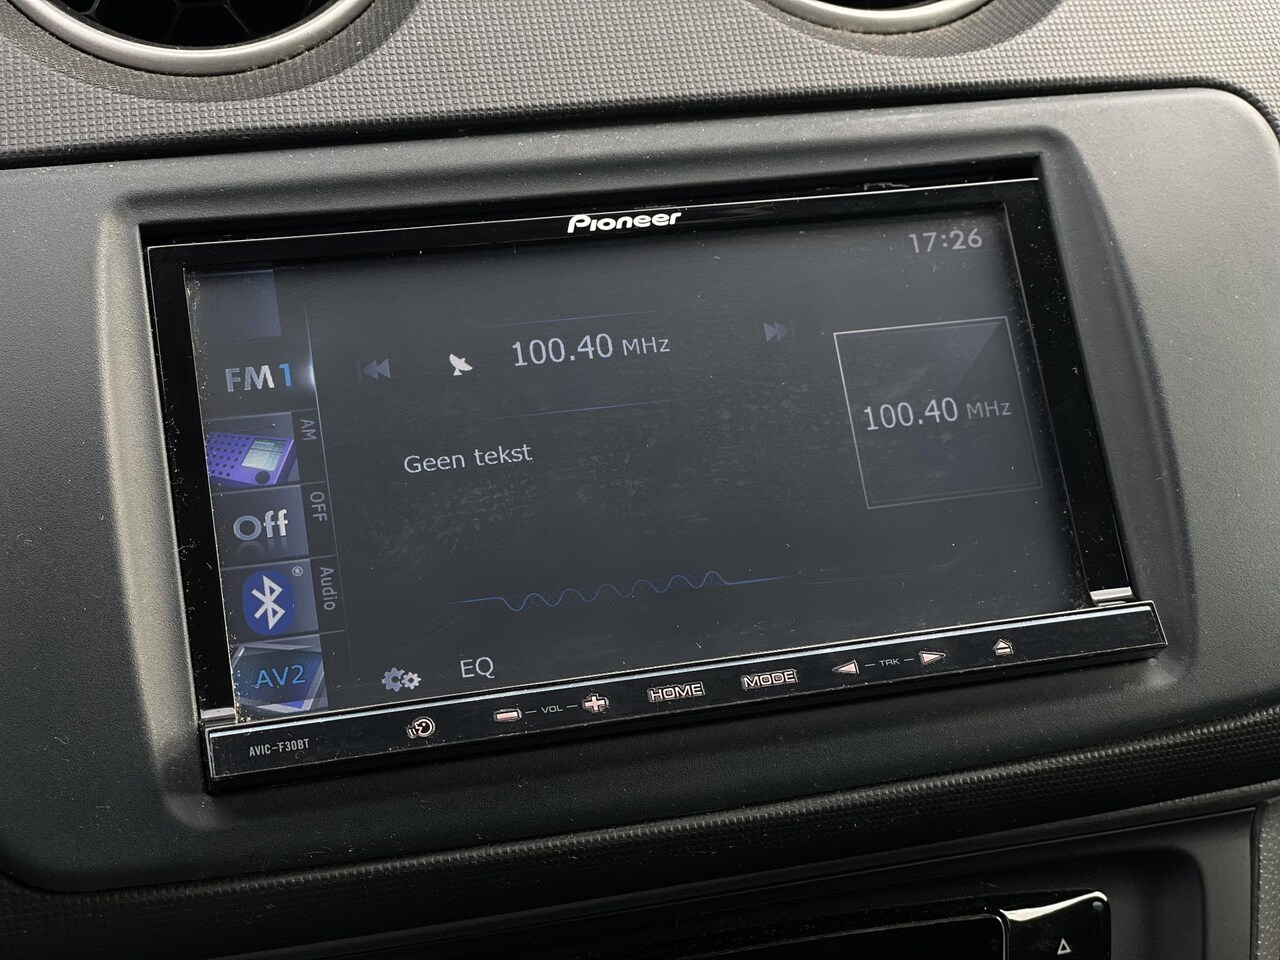 Pioneer
17:26
FM1
100.40 MHz
100.40 MHz
AM
Geen tekst
Off
OFF
®
Audio
AV2
EQ
AVIC-F30BT
VOL
HOME
MODE
TRK